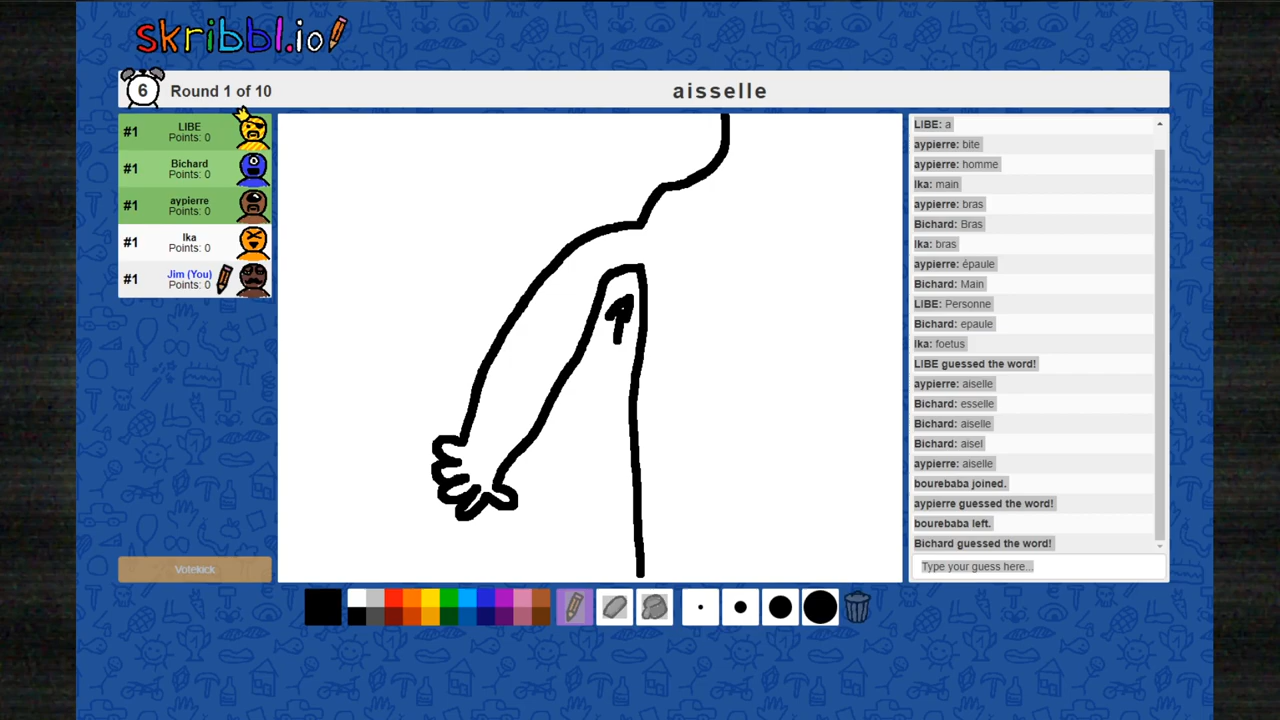 skribbl.io
6
Round 1 of 10
aisselle
#1
LIBE
Points: 0
#1
Bichard
Points: 0
#1
aypierre
Points: 0
#1
Ika
Points: 0
#1
Jim (You)
Points: 0
Votekick
LIBE: a
aypierre: bite
aypierre: homme
Ika: main
aypierre: bras
Bichard: Bras
Ika: bras
aypierre: épaule
Bichard: Main
LIBE: Personne
Bichard: epaule
Ika: foetus
LIBE guessed the word!
aypierre: aiselle
Bichard: esselle
Bichard: aiselle
Bichard: aisel
aypierre: aiselle
bourebaba joined.
aypierre guessed the word!
bourebaba left.
Bichard guessed the word!
Type your guess here...